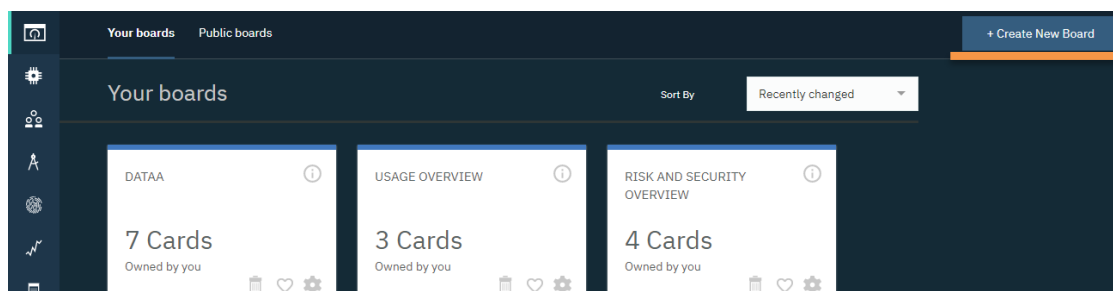 Your boards Public boards + Create New Board
Your boards Sort By Recently changed
DATAA USAGE OVERVIEW RISK AND SECURITY
OVERVIEW
7 Cards 3 Cards 4 Cards
Owned by you Owned by you Owned by you